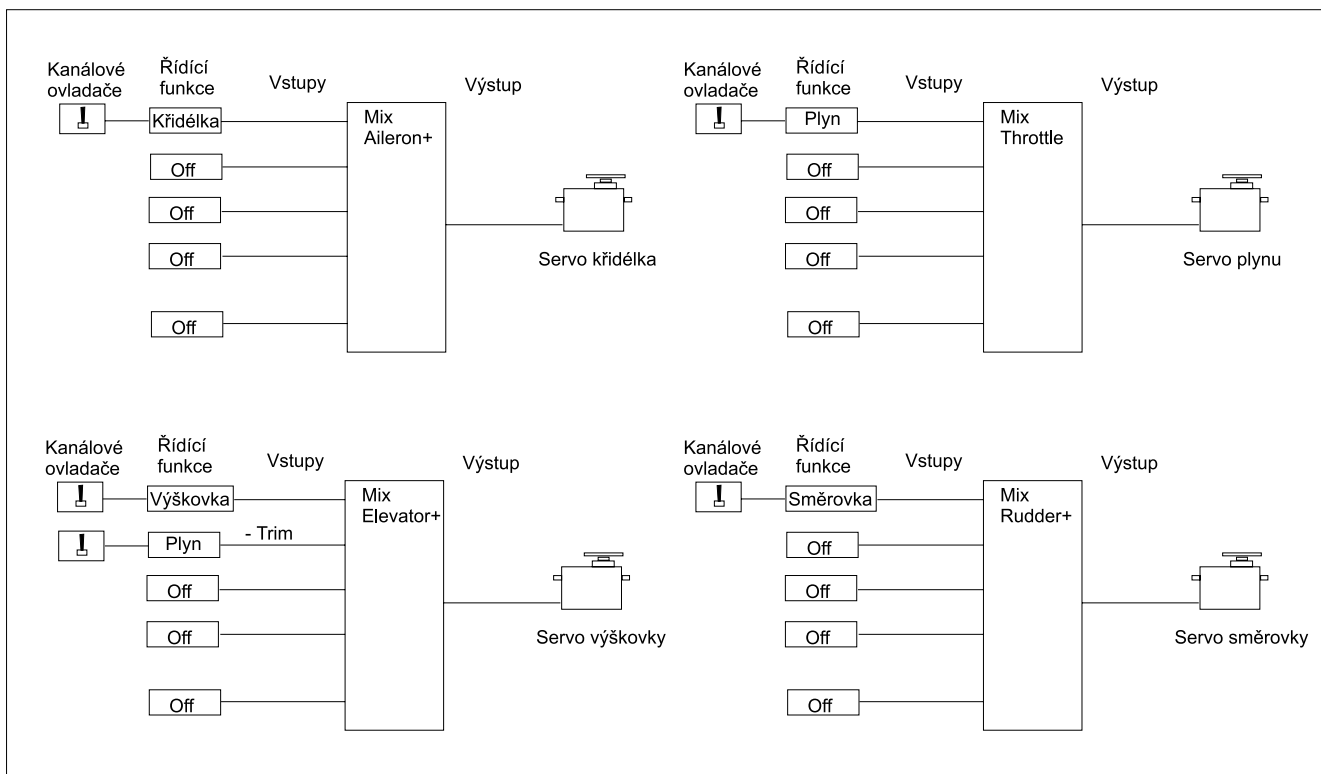 Kanálové
ovladače
Řídící
funkce
Vstupy
Výstup
Křidélka
Off
Off
Off
Off
Mix
Aileron+
Servo křidélka
Kanálové
ovladače
Řídící
funkce
Vstupy
Výstup
Plyn
Off
Off
Off
Off
Mix
Throttle
Servo plynu
Kanálové
ovladače
Řídící
funkce
Vstupy
Výstup
Výškovka
Plyn
- Trim
Off
Off
Off
Mix
Elevator+
Servo výškovky
Kanálové
ovladače
Řídící
funkce
Vstupy
Výstup
Směrovka
Off
Off
Off
Off
Mix
Rudder+
Servo směrovky